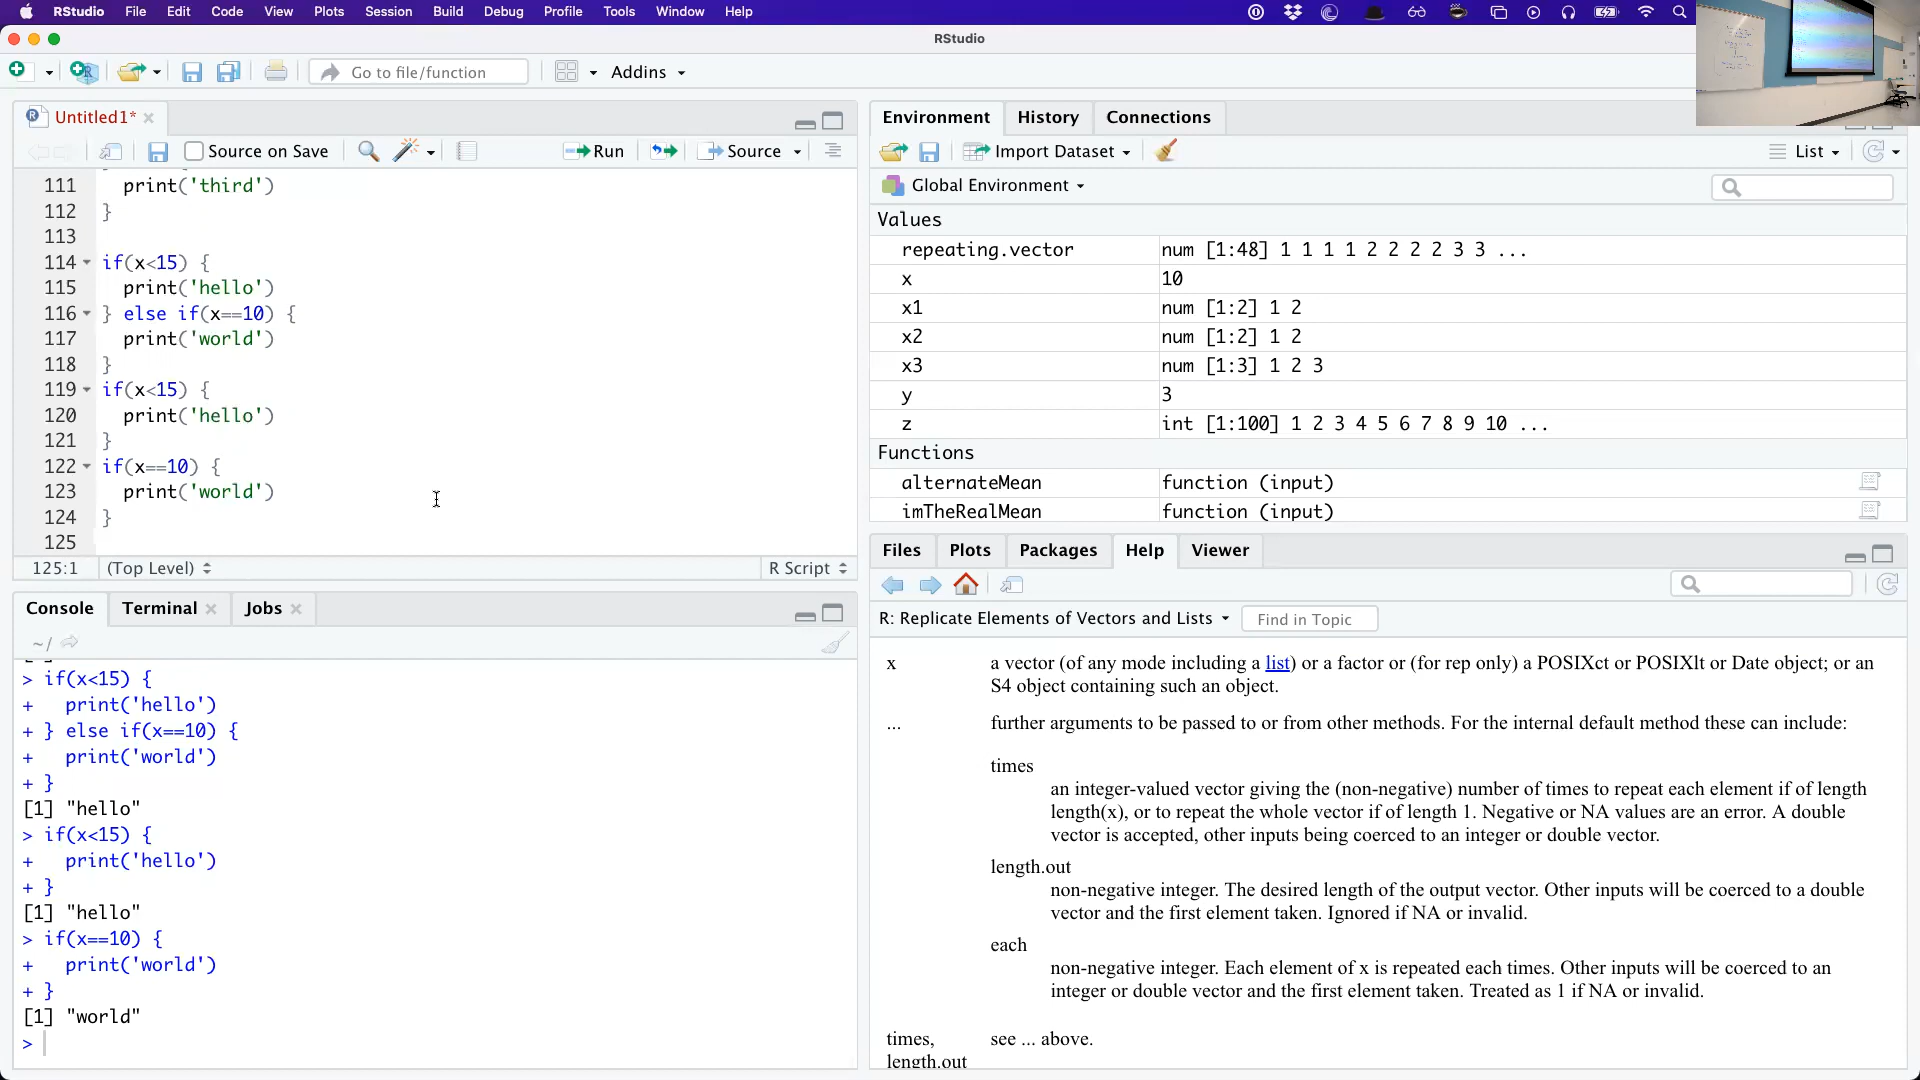 RStudio File Edit Code View Plots Session Build Debug Profile Tools Window Help
RStudio
Go to file/function Addins
Untitled1*
Source on Save Run Source
111 print('third')
112 }
113
114 if(x<15) {
115 print('hello')
116 } else if(x==10) {
117 print('world')
118 }
119 if(x<15) {
120 print('hello')
121 }
122 if(x==10) {
123 print('world')
124 }
125
125:1 (Top Level) R Script
Console Terminal Jobs
~/
> if(x<15) {
+ print('hello')
+ } else if(x==10) {
+ print('world')
+ }
[1] "hello"
> if(x<15) {
+ print('hello')
+ }
[1] "hello"
> if(x==10) {
+ print('world')
+ }
[1] "world"
>
Environment History Connections
Import Dataset List
Global Environment
Values
repeating.vector num [1:48] 1 1 1 1 2 2 2 2 3 3 ...
x 10
x1 num [1:2] 1 2
x2 num [1:2] 1 2
x3 num [1:3] 1 2 3
y 3
z int [1:100] 1 2 3 4 5 6 7 8 9 10 ...
Functions
alternateMean function (input)
imTheRealMean function (input)
Files Plots Packages Help Viewer
R: Replicate Elements of Vectors and Lists Find in Topic
x a vector (of any mode including a list) or a factor or (for rep only) a POSIXct or POSIXlt or Date object; or an
S4 object containing such an object.
... further arguments to be passed to or from other methods. For the internal default method these can include:
times
an integer-valued vector giving the (non-negative) number of times to repeat each element if of length
length(x), or to repeat the whole vector if of length 1. Negative or NA values are an error. A double
vector is accepted, other inputs being coerced to an integer or double vector.
length.out
non-negative integer. The desired length of the output vector. Other inputs will be coerced to a double
vector and the first element taken. Ignored if NA or invalid.
each
non-negative integer. Each element of x is repeated each times. Other inputs will be coerced to an
integer or double vector and the first element taken. Treated as 1 if NA or invalid.
times, see ... above.
length.out